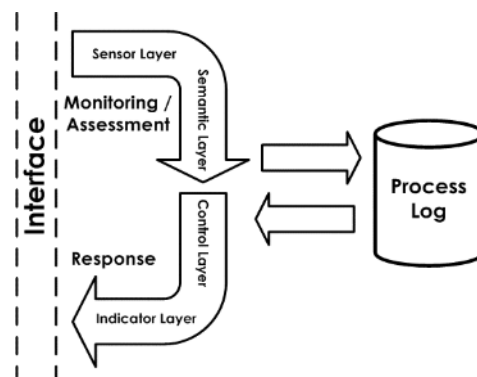 Sensor Layer
Monitoring /
Assessment
Semantic Layer
Interface
Process
Log
Control Layer
Response
Indicator Layer